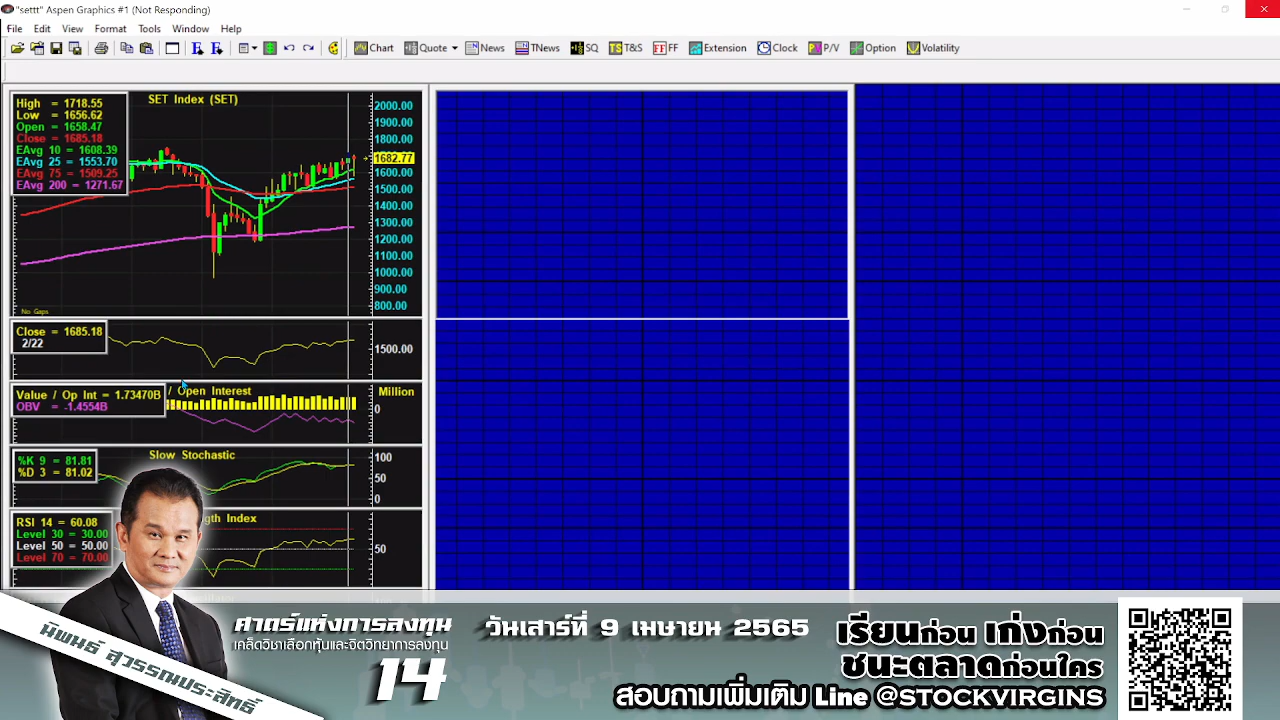 "settt" Aspen Graphics #1 (Not Responding)
File Edit View Format Tools Window Help
Chart Quote News TNews SQ TS T&S FF FF Extension Clock P/V P/V Option Volatility
High = 1718.55
Low = 1656.62
Open = 1658.47
Close = 1685.18
EAvg 10 = 1608.39
EAvg 25 = 1553.70
EAvg 75 = 1509.25
EAvg 200 = 1271.67
SET Index (SET)
2000.00
1900.00
1800.00
1682.77
1600.00
1500.00
1400.00
1300.00
1200.00
1100.00
1000.00
900.00
800.00
No Gaps
Close = 1685.18
2/22
1500.00
Value / Op Int = 1.73470B
OBV = -1.4554B
/ Open Interest
Million
0
%K 9 = 81.81
%D 3 = 81.02
Slow Stochastic
100
50
0
RSI 14 = 60.08
Level 30 = 30.00
Level 50 = 50.00
Level 70 = 70.00
gth Index
50
นิพนธ์ สุวรรณประสิทธิ์
ศาตร์แห่งการลงทุน
เคล็ดวิชาเลือกหุ้นและจิตวิทยาการลงทุน
14
วันเสาร์ที่ 9 เมษายน 2565
เรียนก่อน เก่งก่อน
ชนะตลาดก่อนใคร
สอบถามเพิ่มเติม Line @STOCKVIRGINS